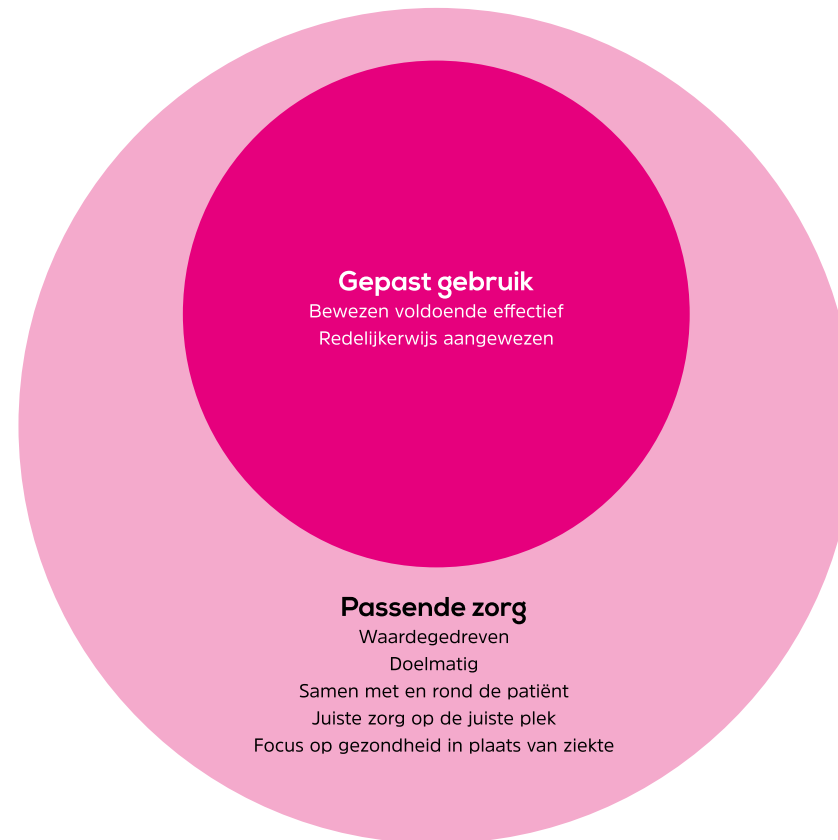 Gepast gebruik
Bewezen voldoende effectief
Redelijkerwijs aangewezen
Passende zorg
Waardegedreven
Doelmatig
Samen met en rond de patiënt
Juiste zorg op de juiste plek
Focus op gezondheid in plaats van ziekte